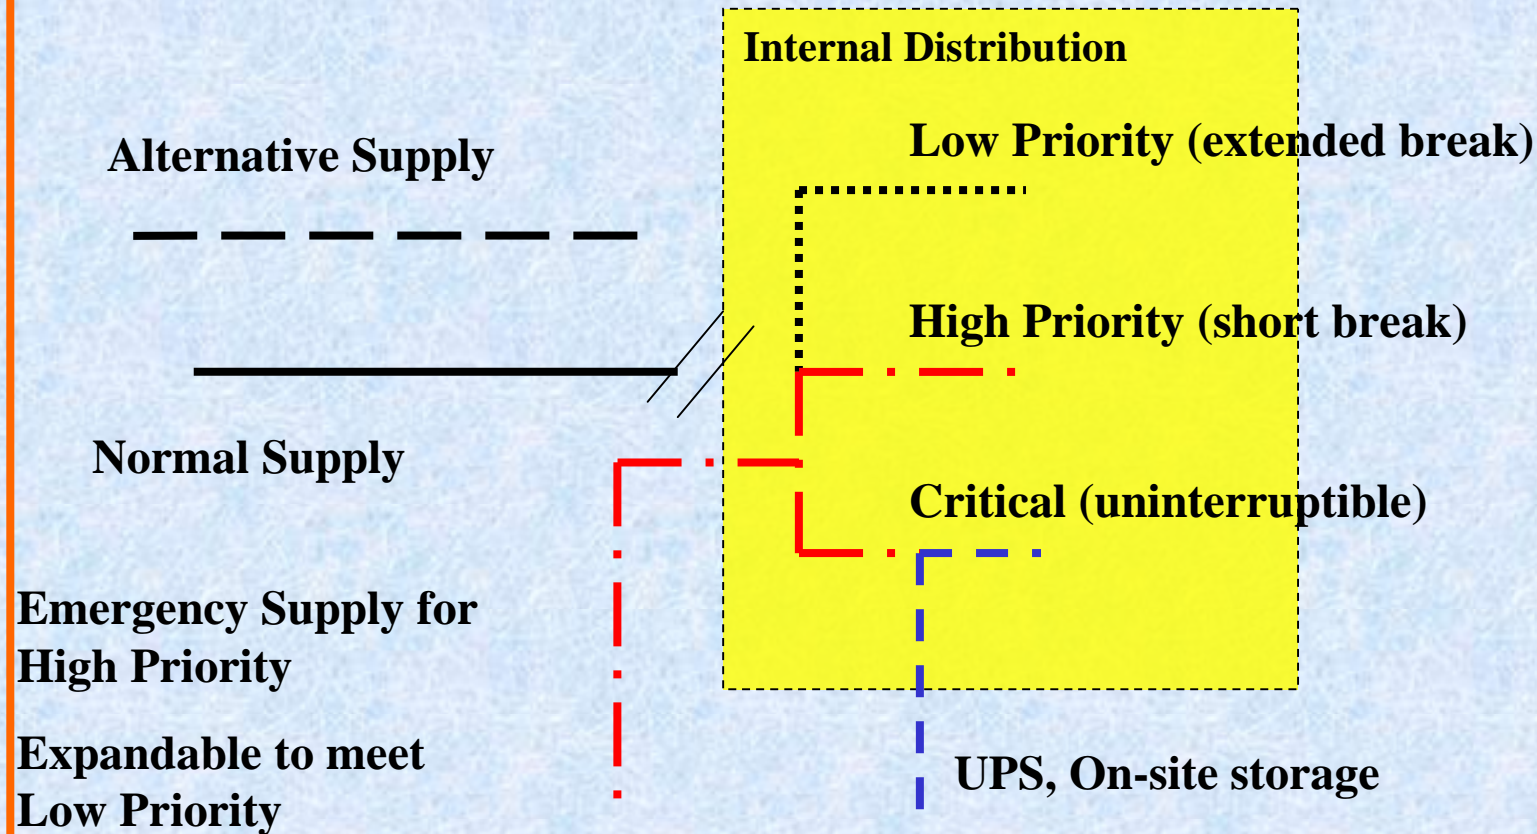 Internal Distribution
Alternative Supply
Low Priority (extended break)
High Priority (short break)
Normal Supply
Critical (uninterruptible)
Emergency Supply for
High Priority
Expandable to meet
Low Priority
UPS, On-site storage